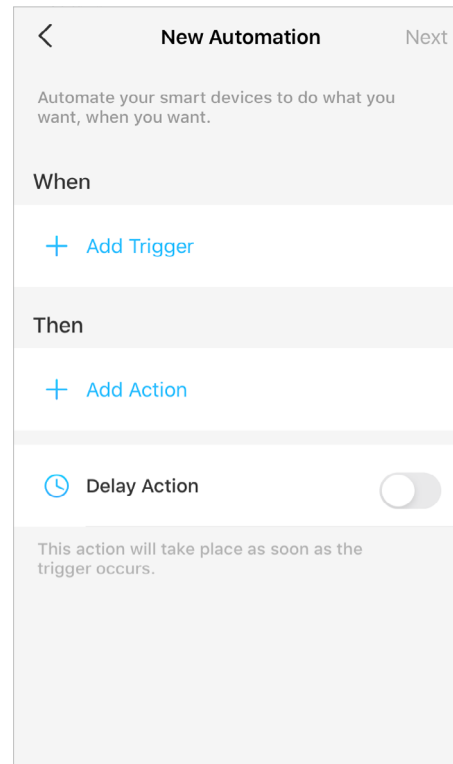 New Automation
Next
Automate your smart devices to do what you
want, when you want.
When
Add Trigger
Then
Add Action
Delay Action
This action will take place as soon as the
trigger occurs.